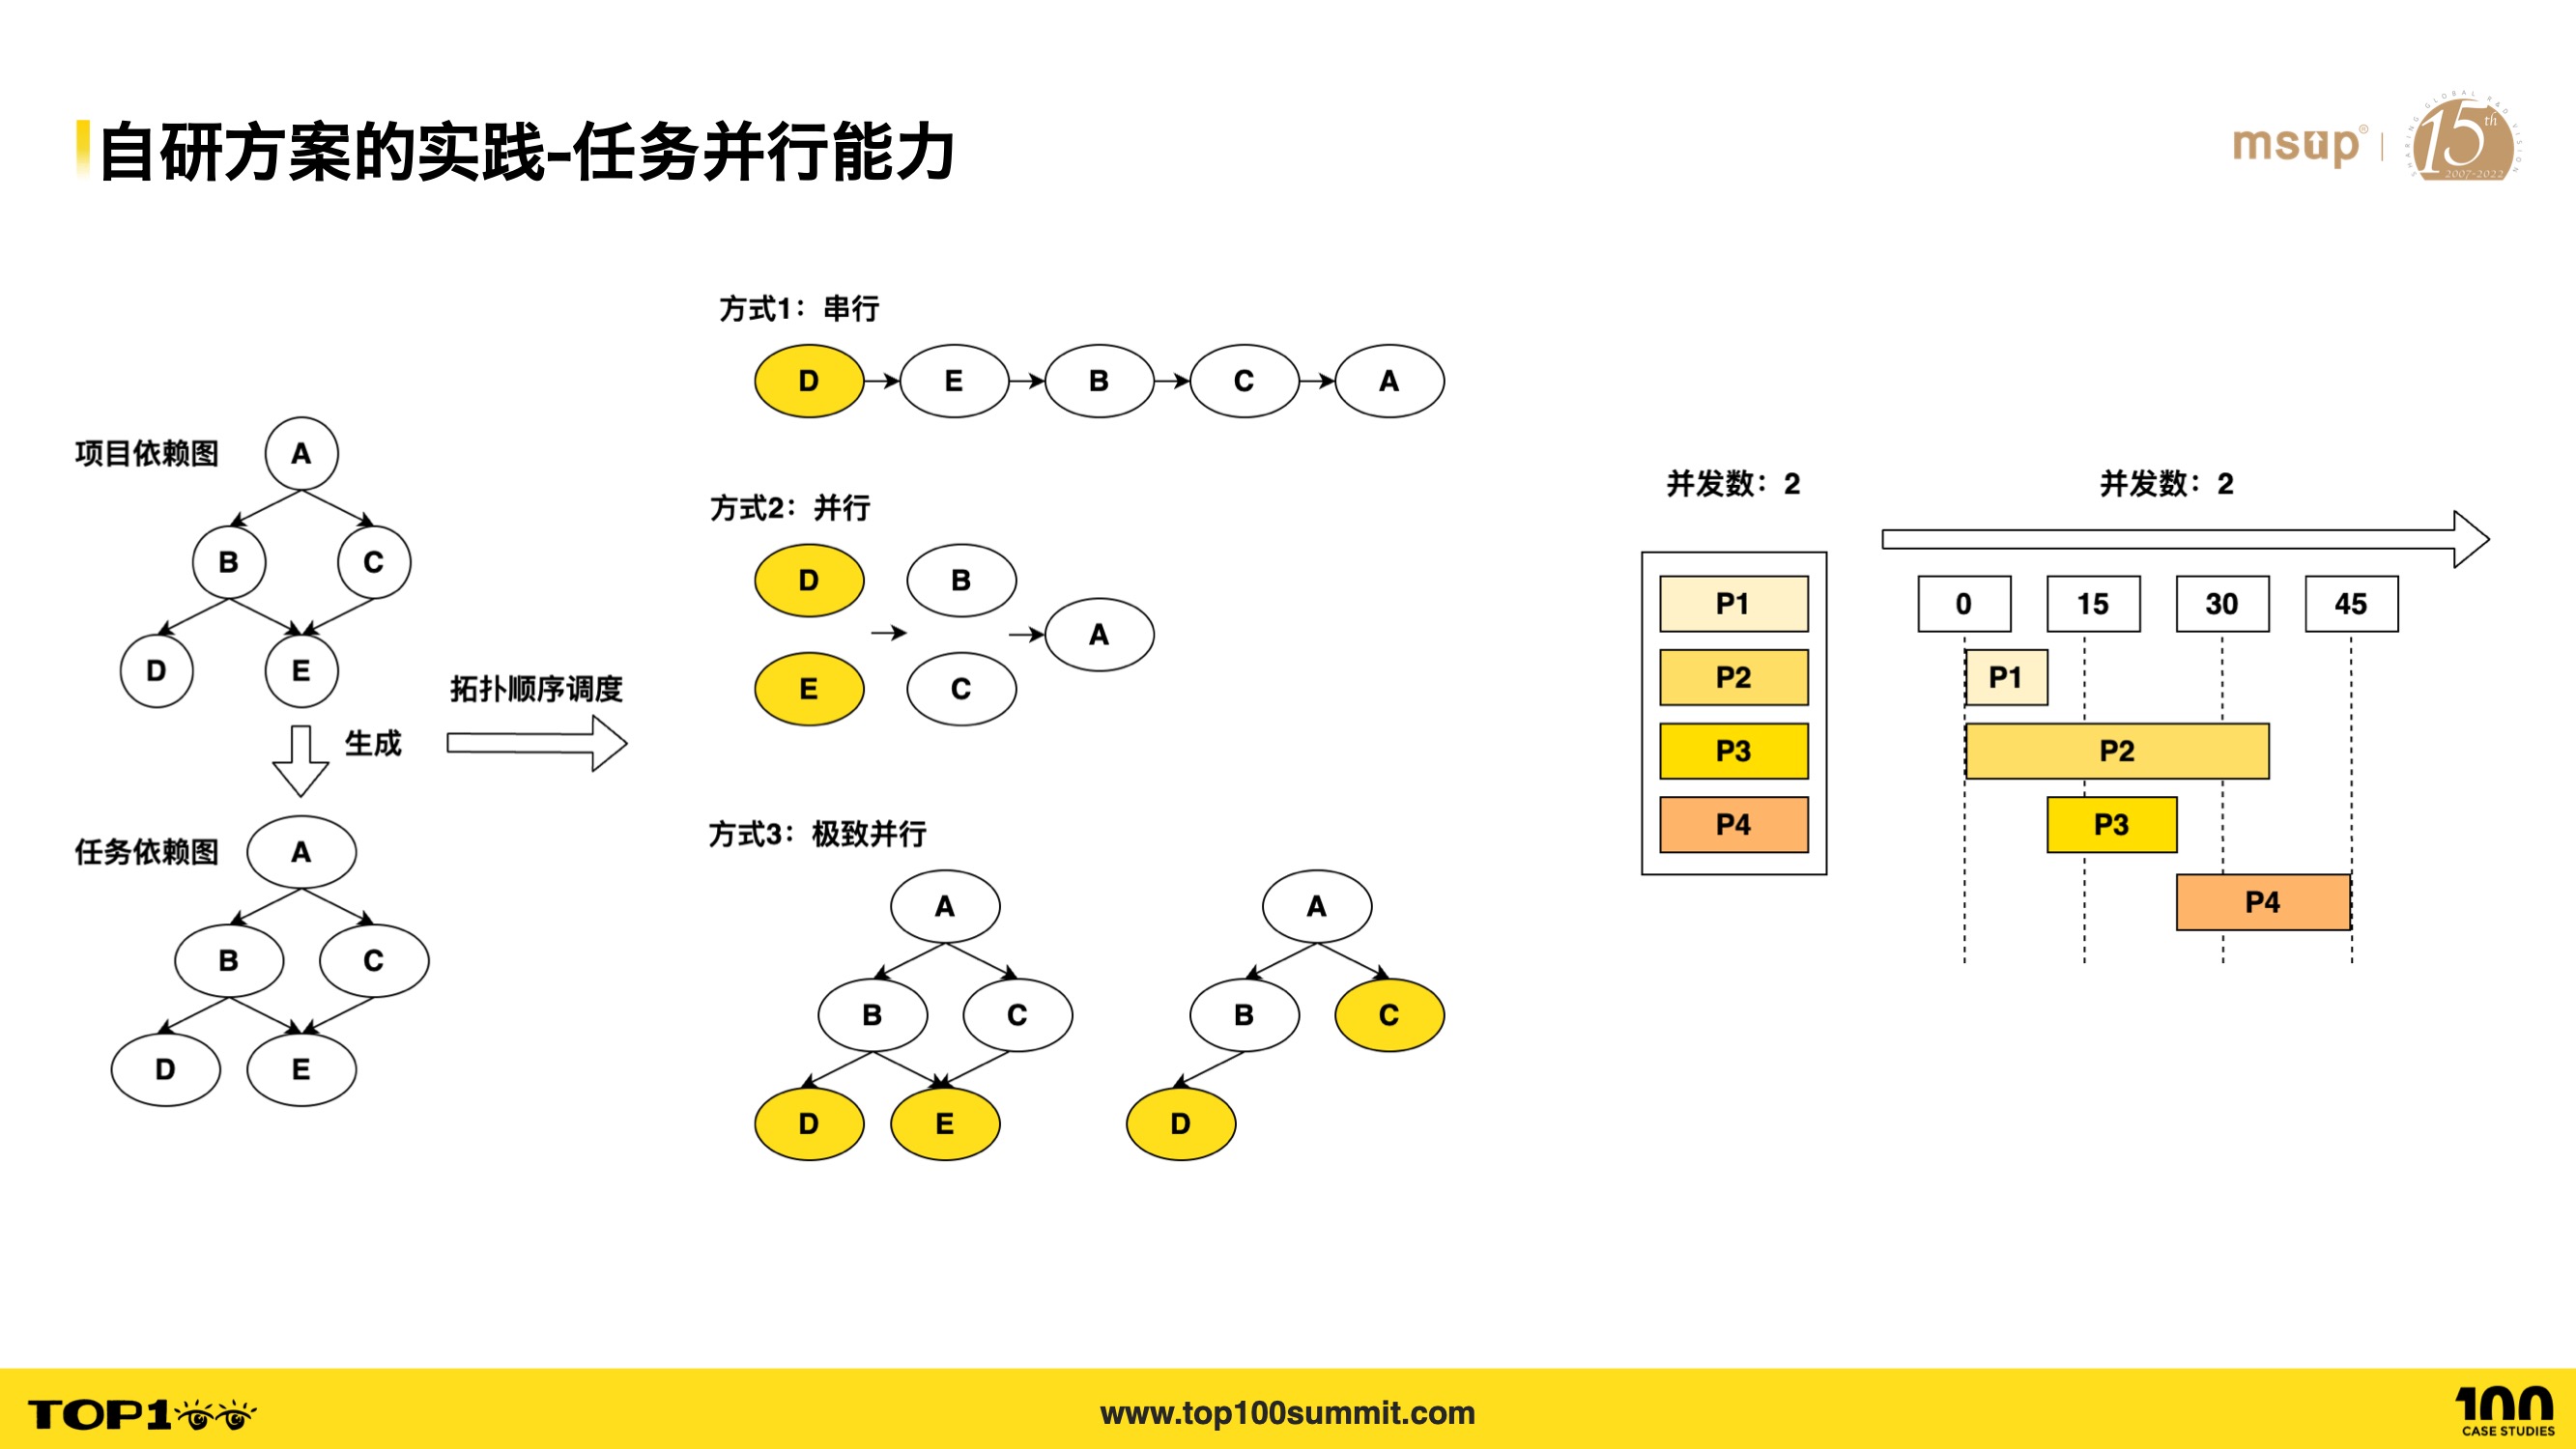 自研方案的实践-任务并行能力
msup®
SHARING GLOBAL R&D VISION
15th
2007-2022
项目依赖图
A
B
C
D
E
生成
任务依赖图
A
B
C
D
E
拓扑顺序调度
方式1：串行
D
E
B
C
A
方式2：并行
D
B
A
E
C
方式3：极致并行
A
B
C
D
E
A
B
C
D
并发数：2
P1
P2
P3
P4
并发数：2
0
15
30
45
P1
P2
P3
P4
TOP1
www.top100summit.com
100
CASE STUDIES